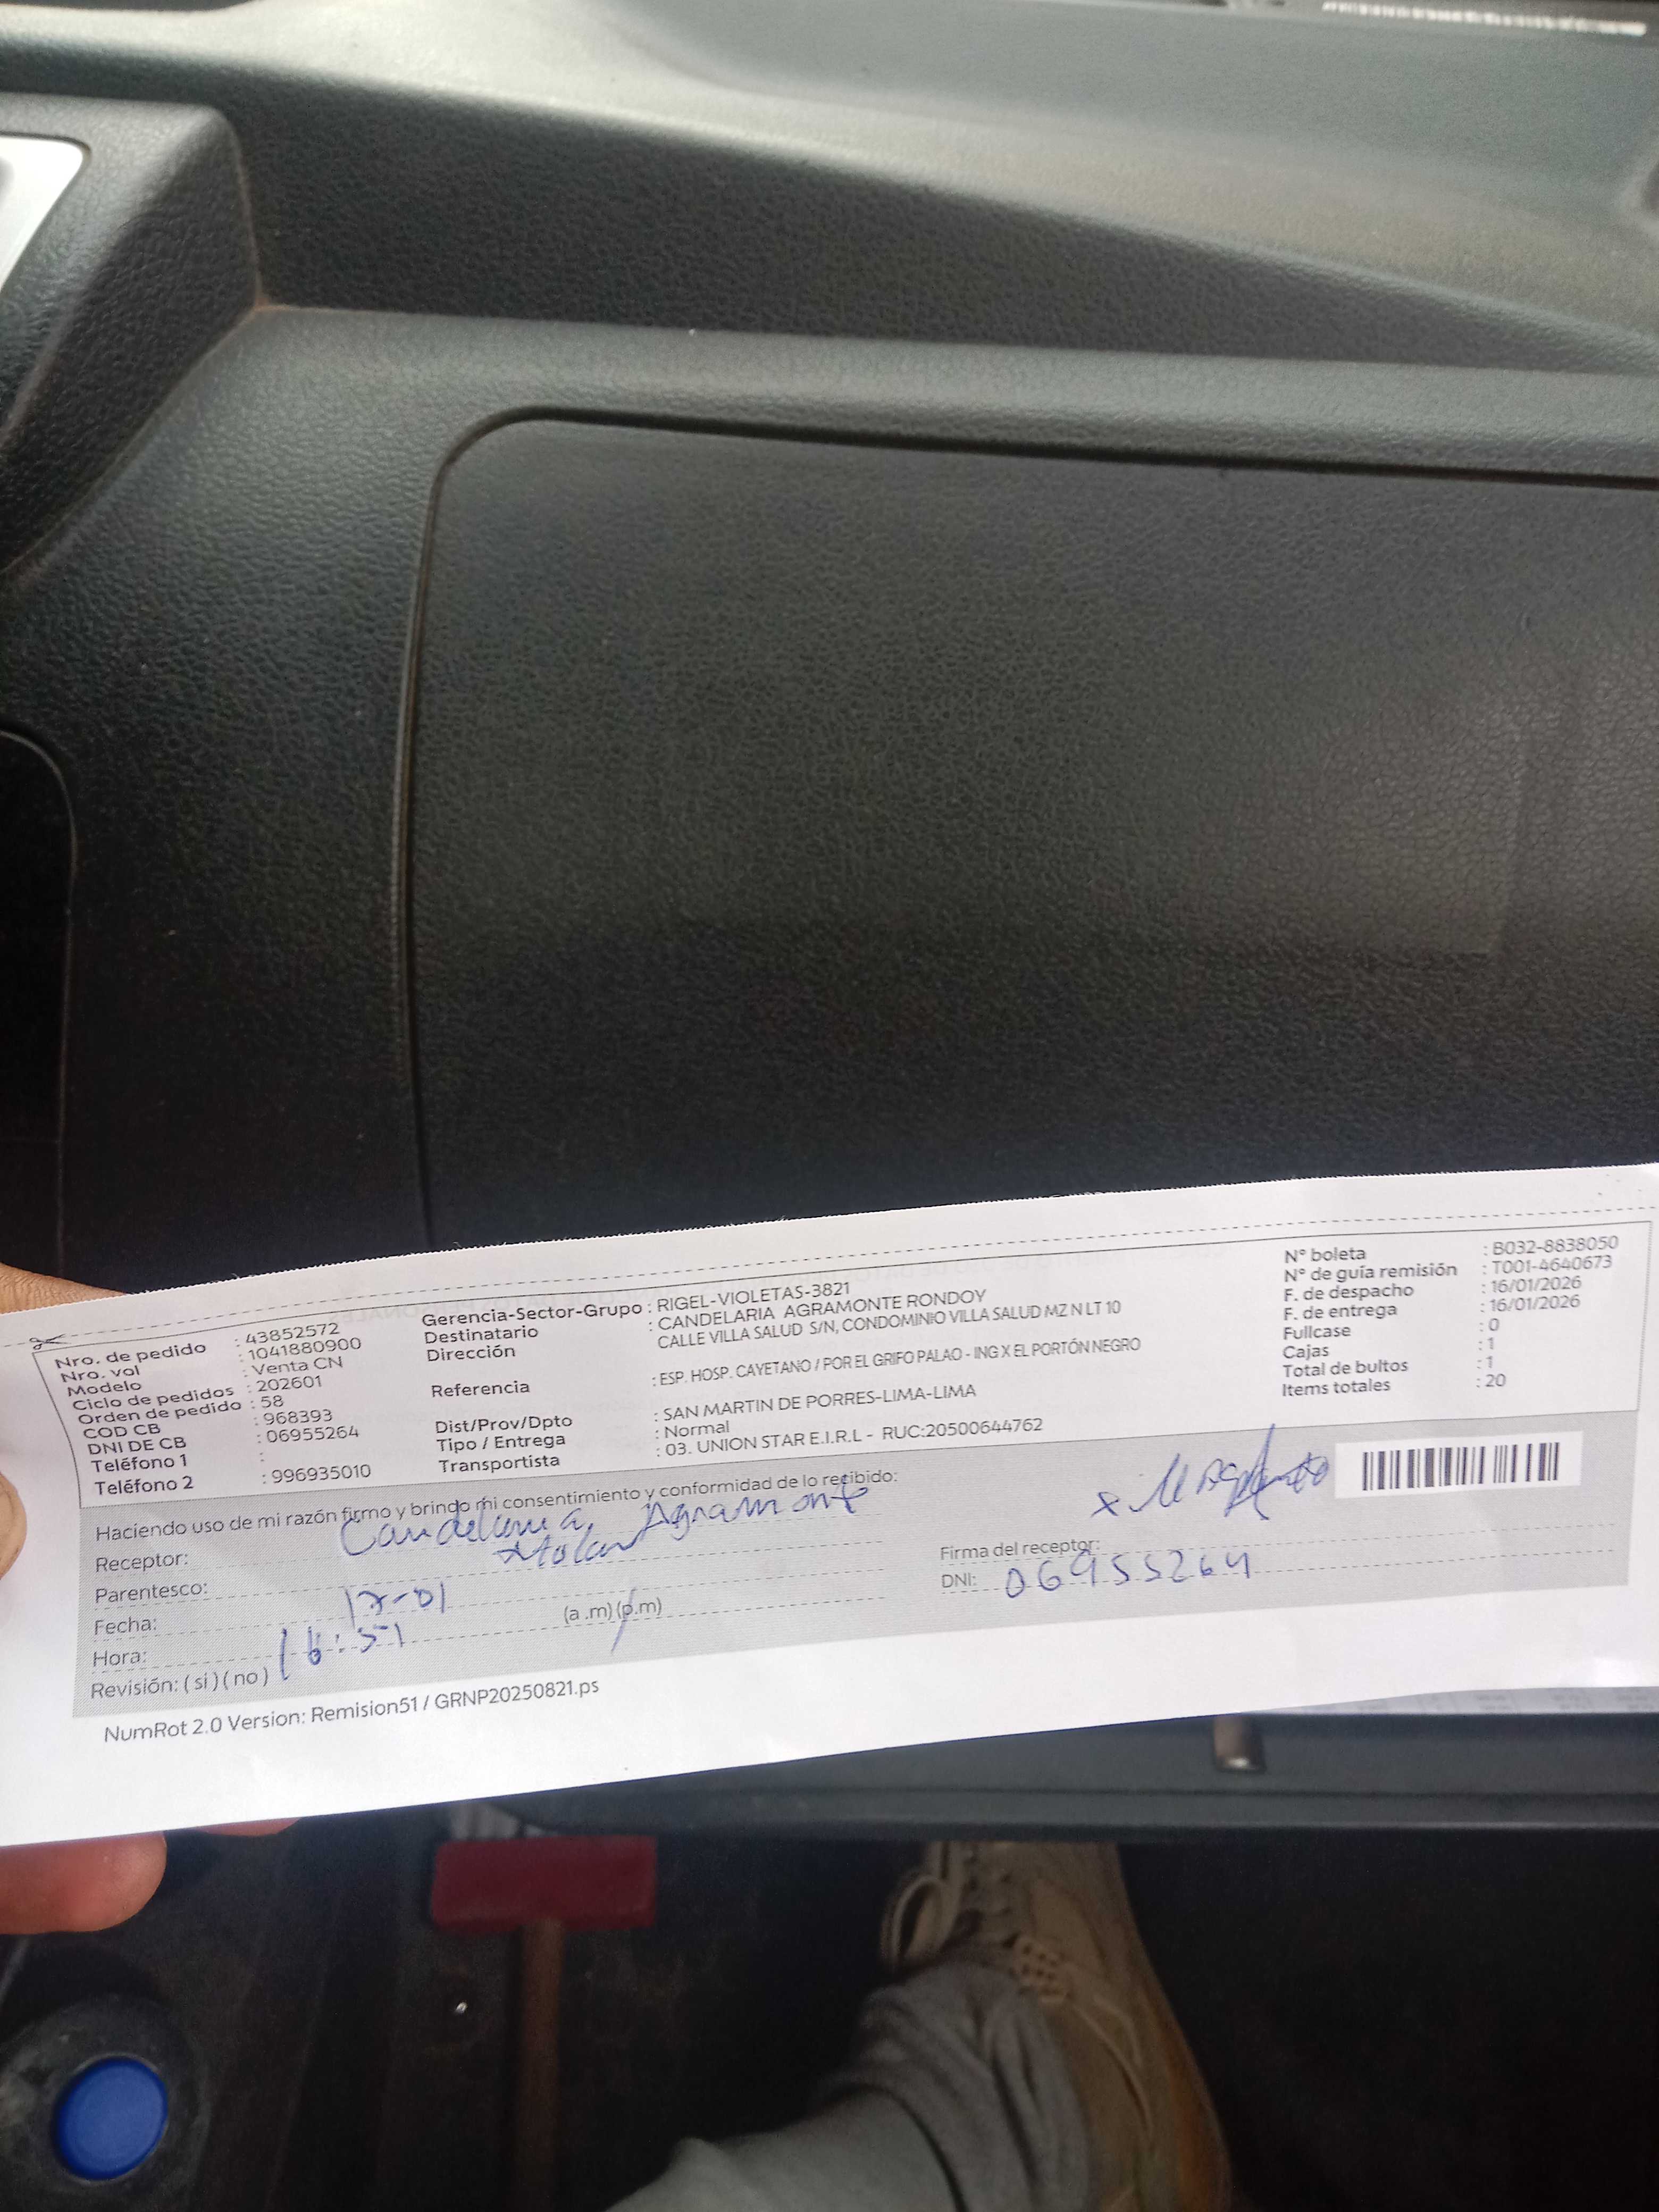 Nro. de pedido : 43852572
Nro. vol : 1041880900
Modelo : Venta CN
Ciclo de pedidos : 202601
Orden de pedido : 58
COD CB : 968393
DNI DE CB : 06955264
Teléfono 1 :
Teléfono 2 : 996935010
Gerencia-Sector-Grupo : RIGEL-VIOLETAS-3821
Destinatario : CANDELARIA AGRAMONTE RONDOY
Dirección CALLE VILLA SALUD S/N, CONDOMINIO VILLA SALUD MZ N LT 10
Referencia : ESP. HOSP. CAYETANO / POR EL GRIFO PALAO - ING X EL PORTÓN NEGRO
Dist/Prov/Dpto : SAN MARTIN DE PORRES-LIMA-LIMA
Tipo / Entrega : Normal
Transportista : 03. UNION STAR E.I.R.L - RUC:20500644762
N° boleta : B032-8838050
N° de guía remisión : T001-4640673
F. de despacho : 16/01/2026
F. de entrega : 16/01/2026
Fullcase : 0
Cajas : 1
Total de bultos : 1
Items totales : 20
Haciendo uso de mi razón firmo y brindo mi consentimiento y conformidad de lo recibido:
Receptor: Candelaria Agramonte
Parentesco:
Fecha: 17-01
Hora: 16:51 (a .m) (p.m)
Revisión: ( si ) ( no )
Firma del receptor:
DNI: 06955264
NumRot 2.0 Version: Remision51 / GRNP20250821.ps